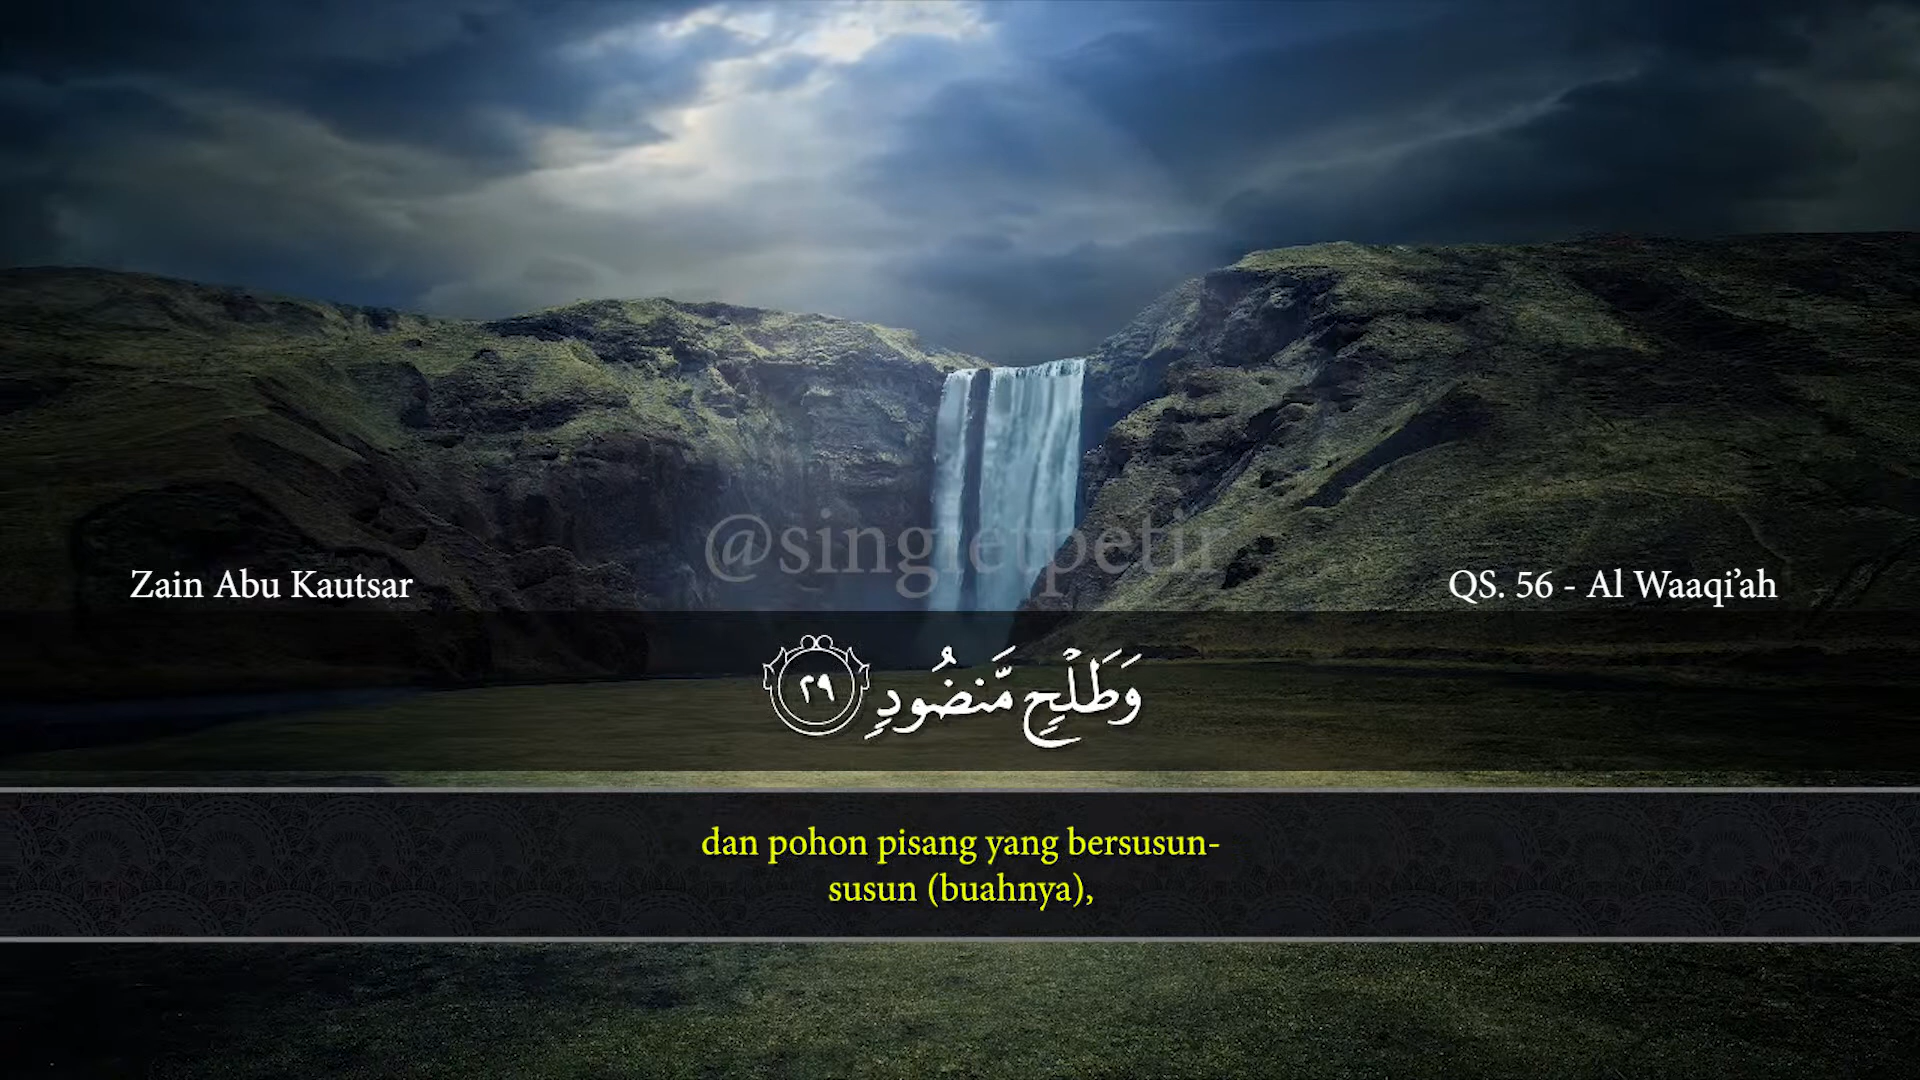 @singletpetir
Zain Abu Kautsar
QS. 56 - Al Waaqi’ah
وَطَلْحٍ مَّنضُودٍ ٢٩
dan pohon pisang yang bersusun-
susun (buahnya),